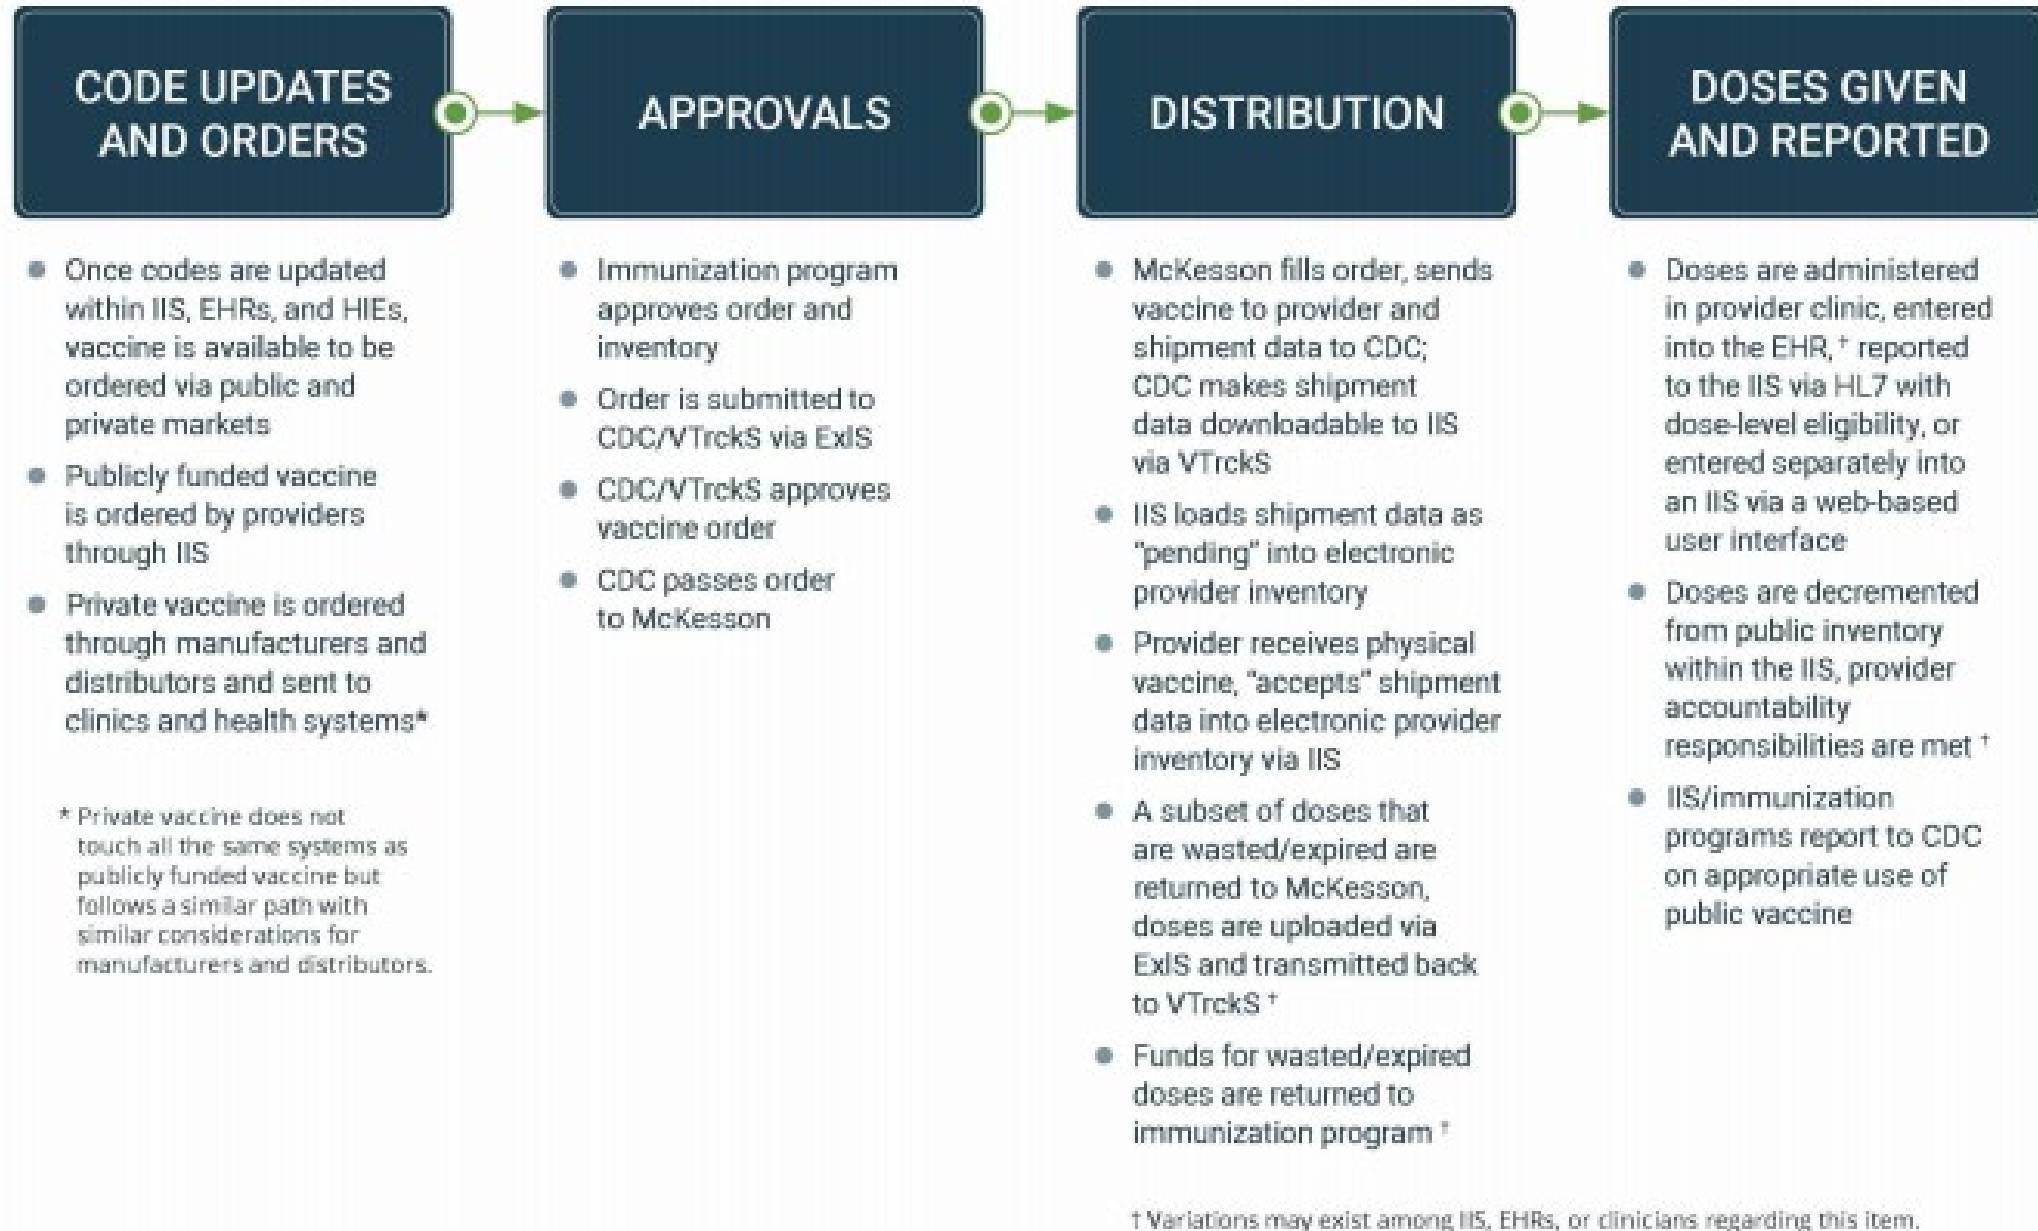 CODE UPDATES
AND ORDERS
● Once codes are updated
within IIS, EHRs, and HIEs,
vaccine is available to be
ordered via public and
private markets
● Publicly funded vaccine
is ordered by providers
through IIS
● Private vaccine is ordered
through manufacturers and
distributors and sent to
clinics and health systems*
* Private vaccine does not
touch all the same systems as
publicly funded vaccine but
follows a similar path with
similar considerations for
manufacturers and distributors.
APPROVALS
● Immunization program
approves order and
inventory
● Order is submitted to
CDC/VTrckS via ExIS
● CDC/VTrckS approves
vaccine order
● CDC passes order
to McKesson
DISTRIBUTION
● McKesson fills order, sends
vaccine to provider and
shipment data to CDC;
CDC makes shipment
data downloadable to IIS
via VTrckS
● IIS loads shipment data as
“pending” into electronic
provider inventory
● Provider receives physical
vaccine, “accepts” shipment
data into electronic provider
inventory via IIS
● A subset of doses that
are wasted/expired are
returned to McKesson,
doses are uploaded via
ExIS and transmitted back
to VTrckS †
● Funds for wasted/expired
doses are returned to
immunization program †
DOSES GIVEN
AND REPORTED
● Doses are administered
in provider clinic, entered
into the EHR, † reported
to the IIS via HL7 with
dose-level eligibility, or
entered separately into
an IIS via a web-based
user interface
● Doses are decremented
from public inventory
within the IIS, provider
accountability
responsibilities are met †
● IIS/immunization
programs report to CDC
on appropriate use of
public vaccine
† Variations may exist among IIS, EHRs, or clinicians regarding this item.